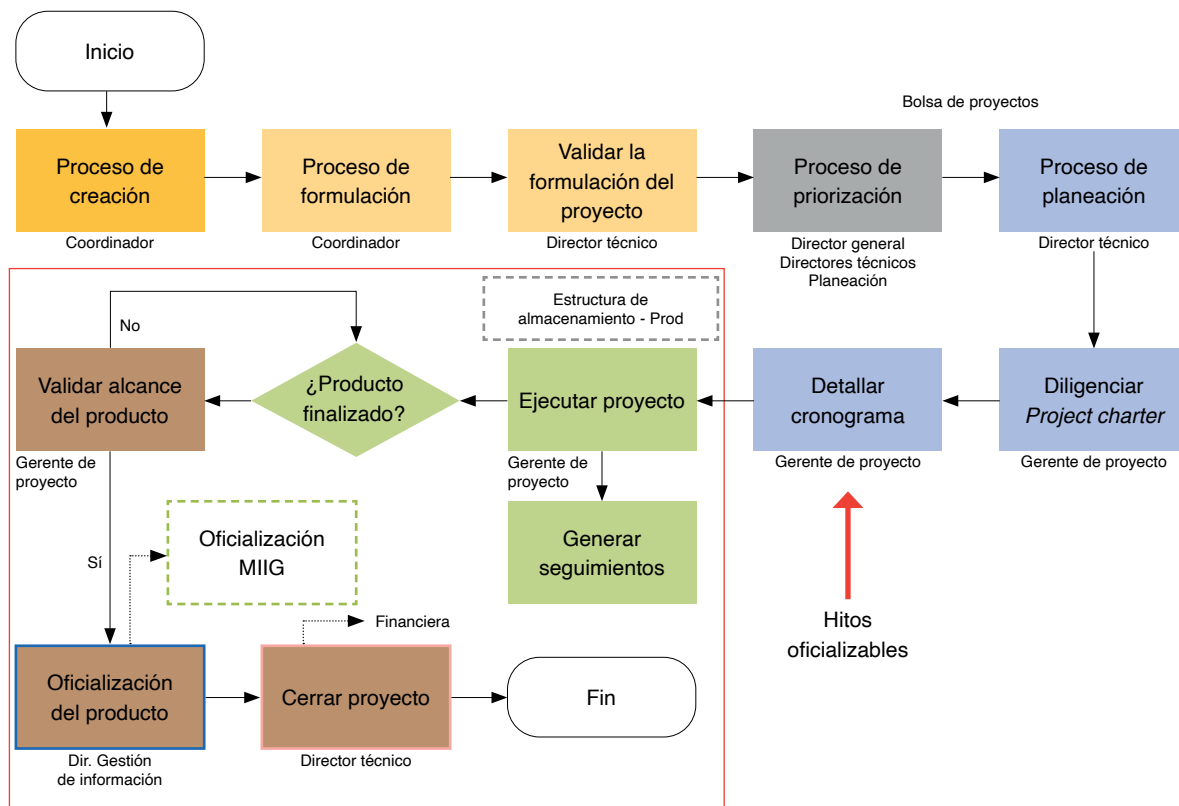 Inicio
Bolsa de proyectos
Proceso de
creación
Coordinador
Proceso de
formulación
Coordinador
Validar la
formulación del
proyecto
Director técnico
Proceso de
priorización
Director general
Directores técnicos
Planeación
Proceso de
planeación
Director técnico
Diligenciar
Project charter
Gerente de proyecto
Detallar
cronograma
Gerente de proyecto
Hitos
oficializables
Estructura de
almacenamiento - Prod
Ejecutar proyecto
Gerente de
proyecto
Generar
seguimientos
¿Producto
finalizado?
No
Validar alcance
del producto
Gerente de
proyecto
Sí
Oficialización
MIIG
Oficialización
del producto
Dir. Gestión
de información
Financiera
Cerrar proyecto
Director técnico
Fin